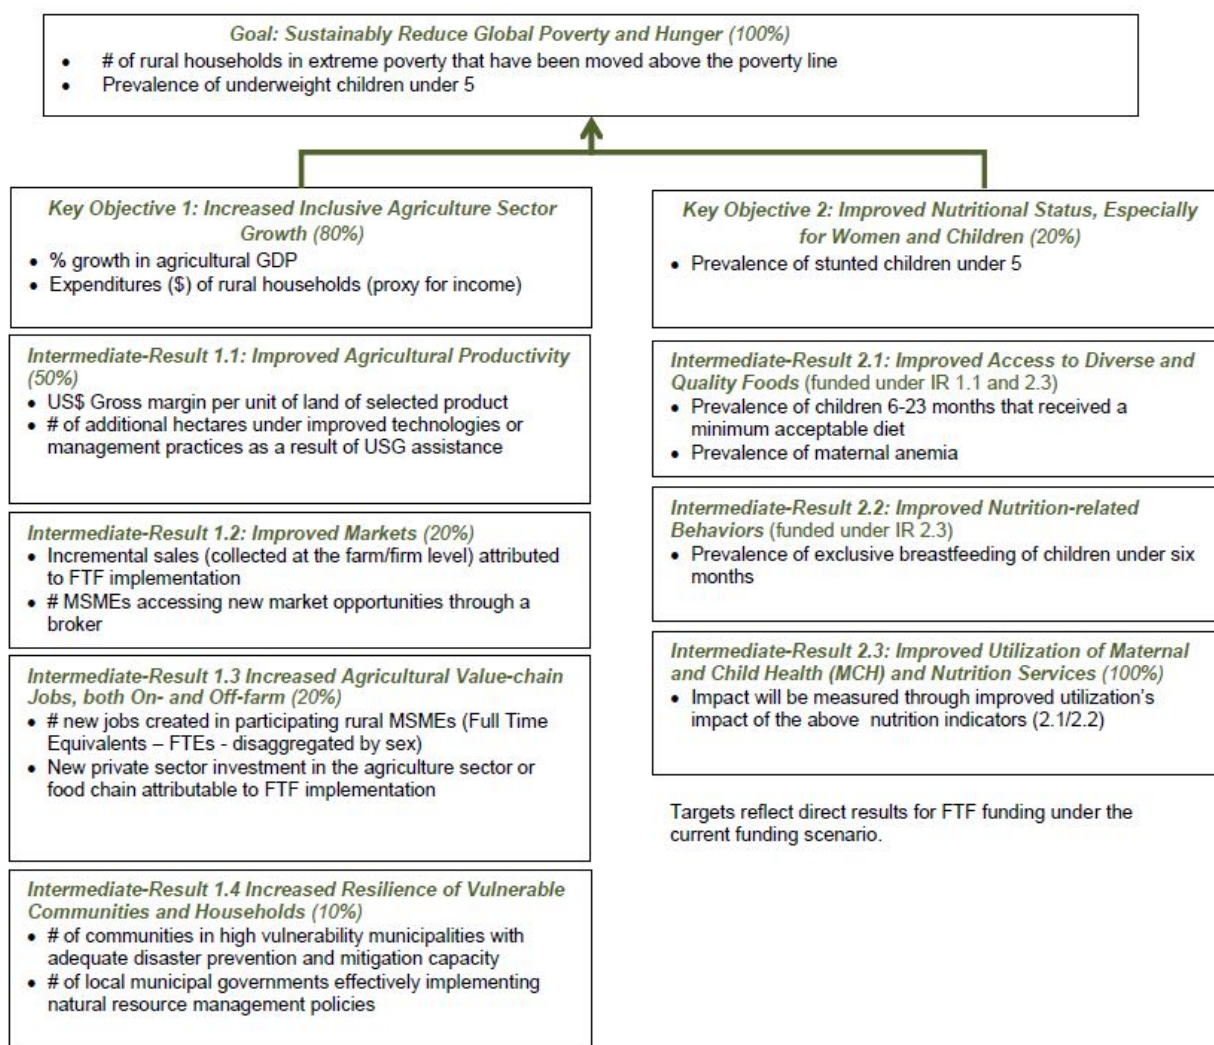 Goal: Sustainably Reduce Global Poverty and Hunger (100%)
• # of rural households in extreme poverty that have been moved above the poverty line
• Prevalence of underweight children under 5
Key Objective 1: Increased Inclusive Agriculture Sector
Growth (80%)
• % growth in agricultural GDP
• Expenditures ($) of rural households (proxy for income)
Intermediate-Result 1.1: Improved Agricultural Productivity
(50%)
• US$ Gross margin per unit of land of selected product
• # of additional hectares under improved technologies or
management practices as a result of USG assistance
Intermediate-Result 1.2: Improved Markets (20%)
• Incremental sales (collected at the farm/firm level) attributed
to FTF implementation
• # MSMEs accessing new market opportunities through a
broker
Intermediate-Result 1.3 Increased Agricultural Value-chain
Jobs, both On- and Off-farm (20%)
• # new jobs created in participating rural MSMEs (Full Time
Equivalents – FTEs - disaggregated by sex)
• New private sector investment in the agriculture sector or
food chain attributable to FTF implementation
Intermediate-Result 1.4 Increased Resilience of Vulnerable
Communities and Households (10%)
• # of communities in high vulnerability municipalities with
adequate disaster prevention and mitigation capacity
• # of local municipal governments effectively implementing
natural resource management policies
Key Objective 2: Improved Nutritional Status, Especially
for Women and Children (20%)
• Prevalence of stunted children under 5
Intermediate-Result 2.1: Improved Access to Diverse and
Quality Foods (funded under IR 1.1 and 2.3)
• Prevalence of children 6-23 months that received a
minimum acceptable diet
• Prevalence of maternal anemia
Intermediate-Result 2.2: Improved Nutrition-related
Behaviors (funded under IR 2.3)
• Prevalence of exclusive breastfeeding of children under six
months
Intermediate-Result 2.3: Improved Utilization of Maternal
and Child Health (MCH) and Nutrition Services (100%)
• Impact will be measured through improved utilization's
impact of the above nutrition indicators (2.1/2.2)
Targets reflect direct results for FTF funding under the
current funding scenario.